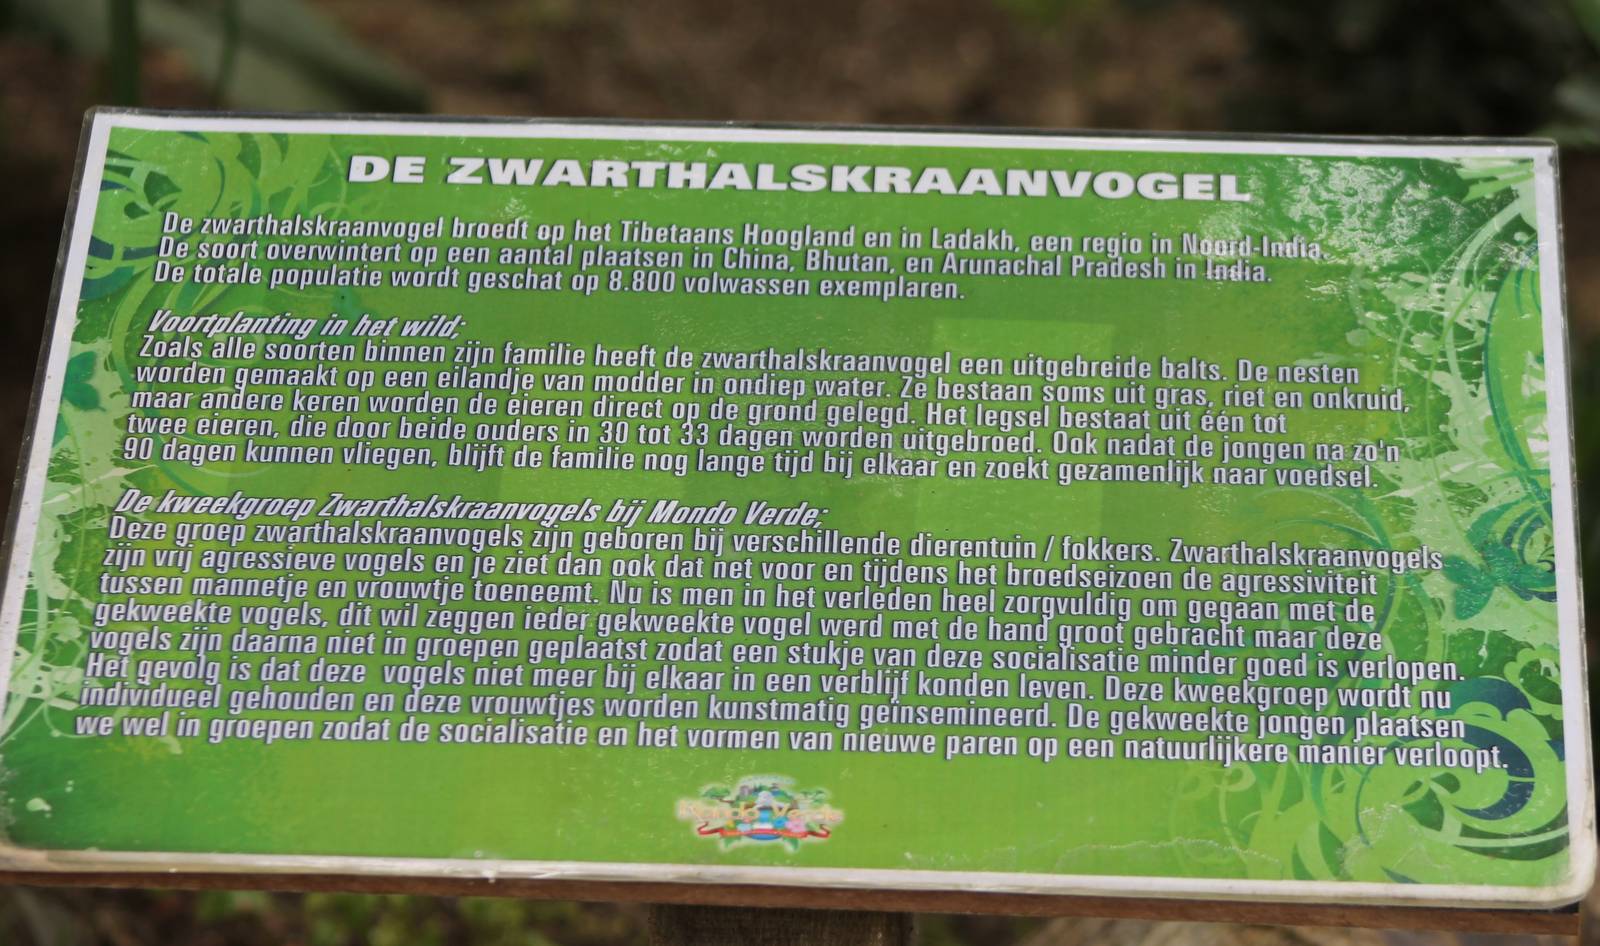 DE ZWARTHALSKRAANVOGEL
De zwarthalskraanvogel broedt op het Tibetaans Hoogland en in Ladakh, een regio in Noord-India.
De soort overwintert op een aantal plaatsen in China, Bhutan, en Arunachal Pradesh in India.
De totale populatie wordt geschat op 8.800 volwassen exemplaren.
Voortplanting in het wild;
Zoals alle soorten binnen zijn familie heeft de zwarthalskraanvogel een uitgebreide balts. De nesten
worden gemaakt op een eilandje van modder in ondiep water. Ze bestaan soms uit gras, riet en onkruid,
maar andere keren worden de eieren direct op de grond gelegd. Het legsel bestaat uit één tot
twee eieren, die door beide ouders in 30 tot 33 dagen worden uitgebroed. Ook nadat de jongen na zo'n
90 dagen kunnen vliegen, blijft de familie nog lange tijd bij elkaar en zoekt gezamenlijk naar voedsel.
De kweekgroep Zwarthalskraanvogels bij Mondo Verde;
Deze groep zwarthalskraanvogels zijn geboren bij verschillende dierentuin / fokkers. Zwarthalskraanvogels
zijn vrij agressieve vogels en je ziet dan ook dat net voor en tijdens het broedseizoen de agressiviteit
tussen mannetje en vrouwtje toeneemt. Nu is men in het verleden heel zorgvuldig om gegaan met de
gekweekte vogels, dit wil zeggen ieder gekweekte vogel werd met de hand groot gebracht maar deze
vogels zijn daarna niet in groepen geplaatst zodat een stukje van deze socialisatie minder goed is verlopen.
Het gevolg is dat deze vogels niet meer bij elkaar in een verblijf konden leven. Deze kweekgroep wordt nu
individueel gehouden en deze vrouwtjes worden kunstmatig geïnsemineerd. De gekweekte jongen plaatsen
we wel in groepen zodat de socialisatie en het vormen van nieuwe paren op een natuurlijkere manier verloopt.
Mondo Verde